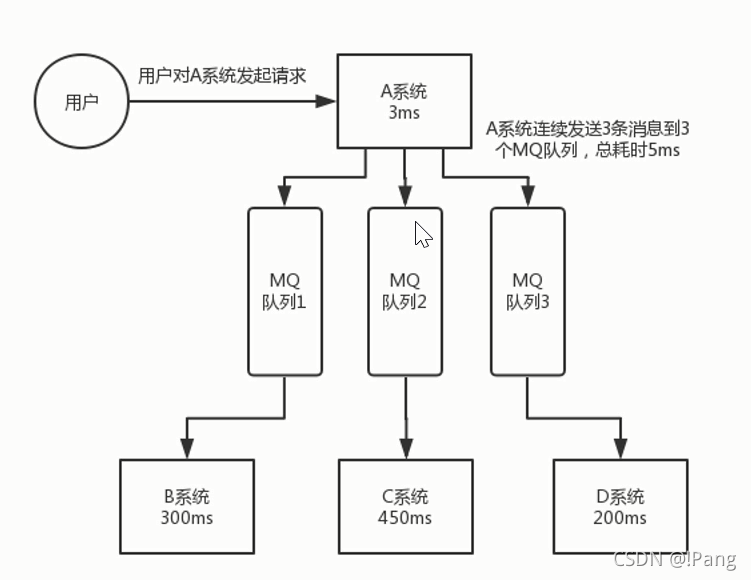 用户对A系统发起请求
用户
A系统
3ms
A系统连续发送3条消息到3
个MQ队列，总耗时5ms
MQ
队列1
MQ
队列2
MQ
队列3
B系统
300ms
C系统
450ms
D系统
200ms
CSDN @!Pang